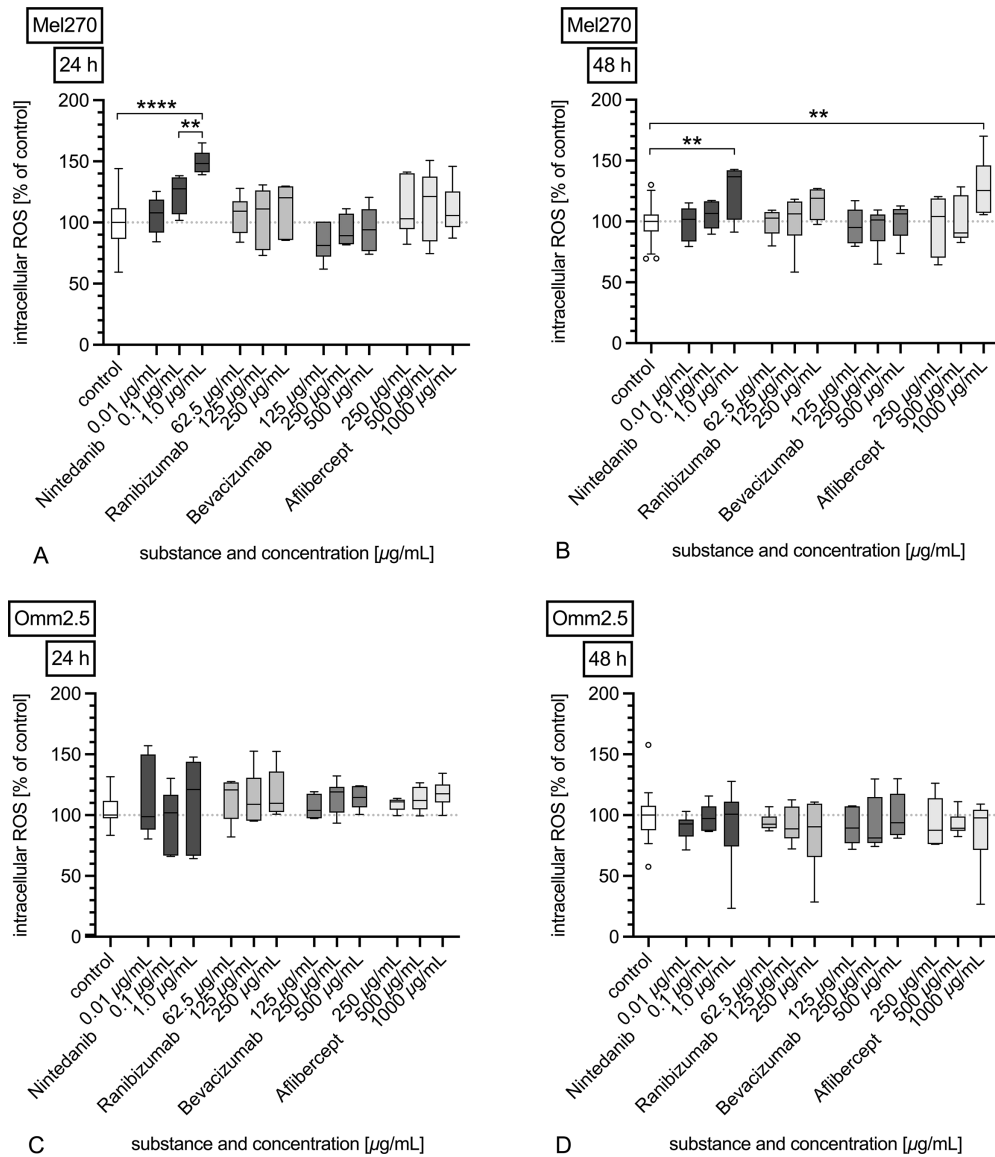 Mel270
24 h
intracellular ROS [% of control]
200
150
100
50
0
****
**
control
0.01 µg/mL
0.1 µg/mL
1.0 µg/mL
62.5 µg/mL
125 µg/mL
250 µg/mL
125 µg/mL
250 µg/mL
500 µg/mL
250 µg/mL
500 µg/mL
1000 µg/mL
Nintedanib
Ranibizumab
Bevacizumab
Aflibercept
A
substance and concentration [µg/mL]
Mel270
48 h
intracellular ROS [% of control]
200
150
100
50
0
**
**
control
0.01 µg/mL
0.1 µg/mL
1.0 µg/mL
62.5 µg/mL
125 µg/mL
250 µg/mL
125 µg/mL
250 µg/mL
500 µg/mL
250 µg/mL
500 µg/mL
1000 µg/mL
Nintedanib
Ranibizumab
Bevacizumab
Aflibercept
B
substance and concentration [µg/mL]
Omm2.5
24 h
intracellular ROS [% of control]
200
150
100
50
0
control
0.01 µg/mL
0.1 µg/mL
1.0 µg/mL
62.5 µg/mL
125 µg/mL
250 µg/mL
125 µg/mL
250 µg/mL
500 µg/mL
250 µg/mL
500 µg/mL
1000 µg/mL
Nintedanib
Ranibizumab
Bevacizumab
Aflibercept
C
substance and concentration [µg/mL]
Omm2.5
48 h
intracellular ROS [% of control]
200
150
100
50
0
control
0.01 µg/mL
0.1 µg/mL
1.0 µg/mL
62.5 µg/mL
125 µg/mL
250 µg/mL
125 µg/mL
250 µg/mL
500 µg/mL
250 µg/mL
500 µg/mL
1000 µg/mL
Nintedanib
Ranibizumab
Bevacizumab
Aflibercept
D
substance and concentration [µg/mL]